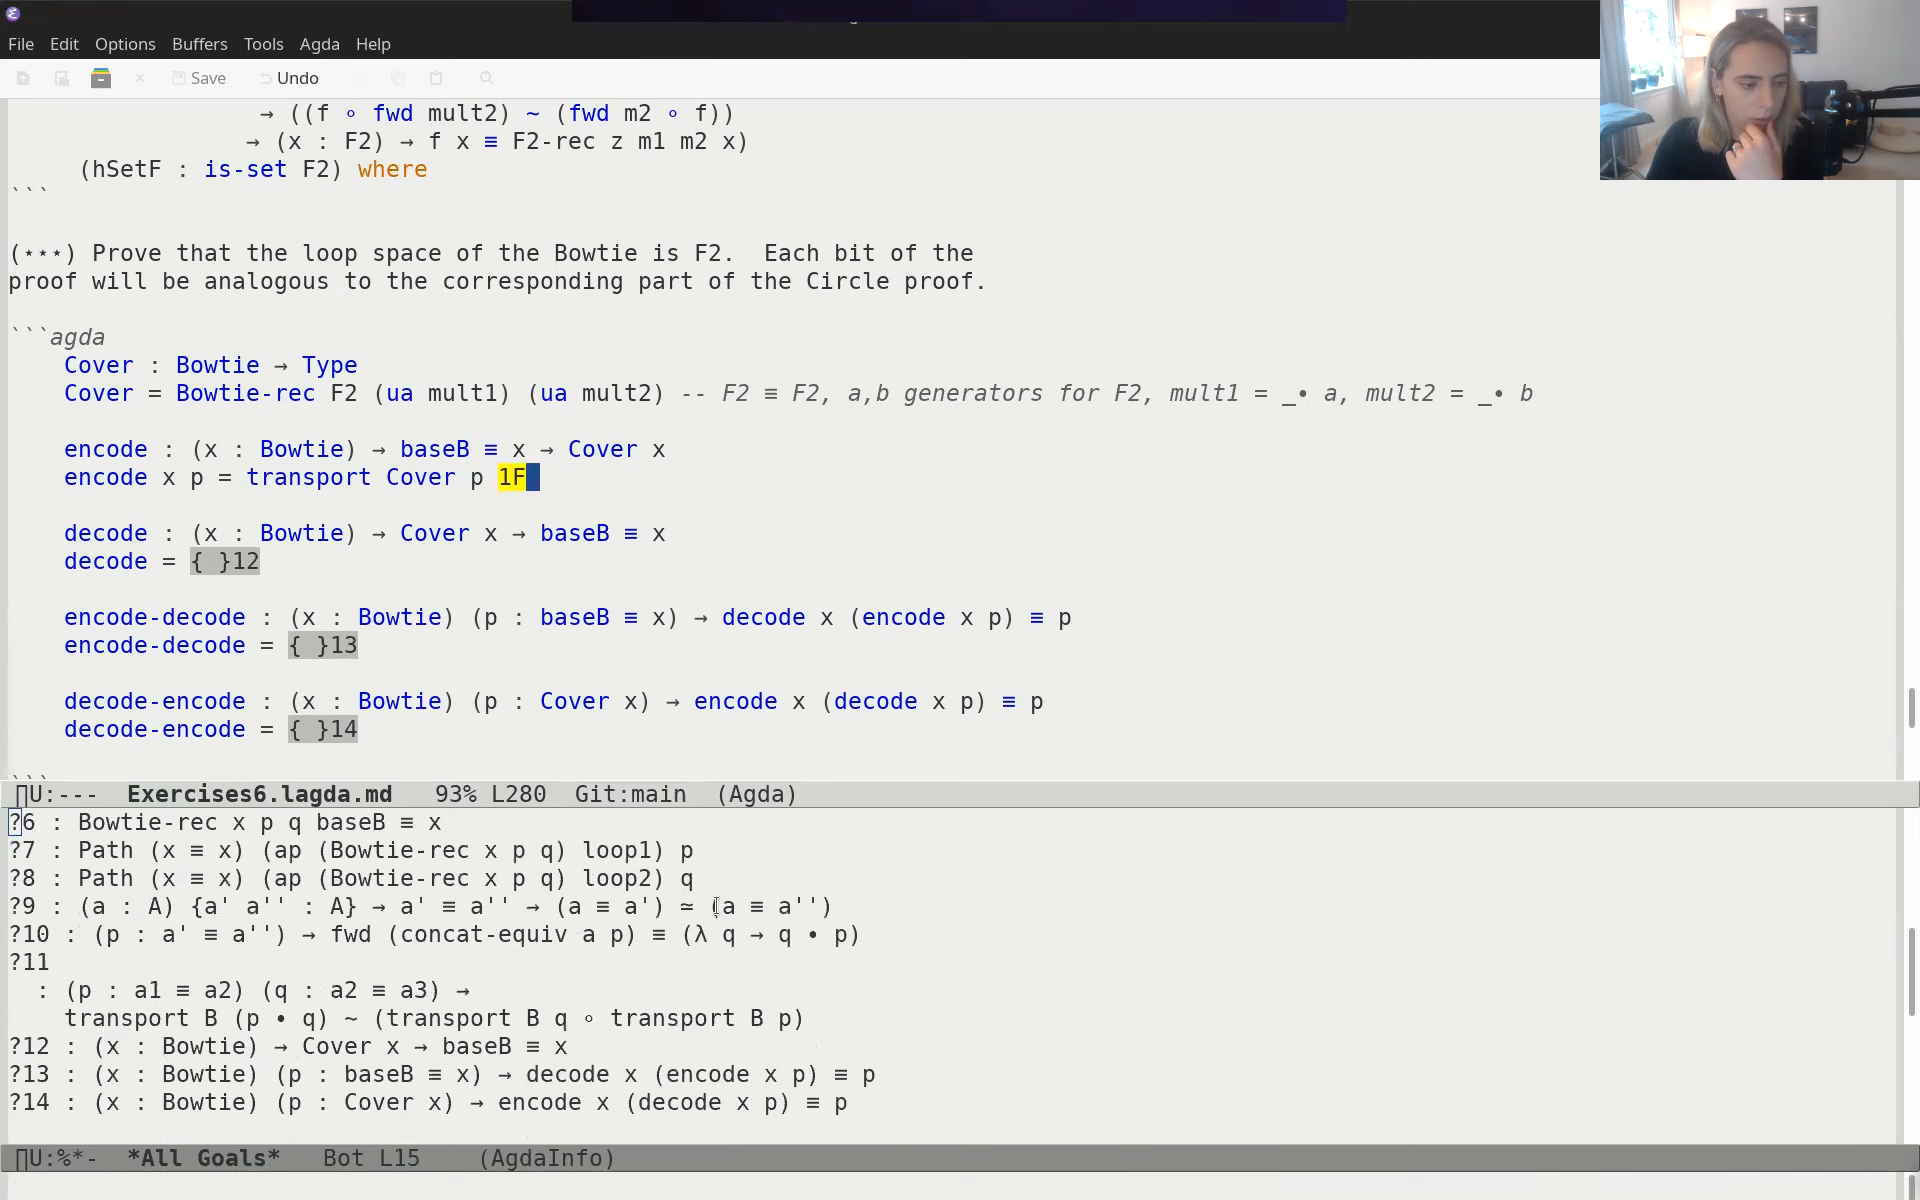 File Edit Options Buffers Tools Agda Help
Save Undo
→ ((f ∘ fwd mult2) ~ (fwd m2 ∘ f))
→ (x : F2) → f x ≡ F2-rec z m1 m2 x)
(hSetF : is-set F2) where
```
(⋆⋆⋆) Prove that the loop space of the Bowtie is F2.  Each bit of the
proof will be analogous to the corresponding part of the Circle proof.
```agda
Cover : Bowtie → Type
Cover = Bowtie-rec F2 (ua mult1) (ua mult2) -- F2 ≡ F2, a,b generators for F2, mult1 = _∙ a, mult2 = _∙ b
encode : (x : Bowtie) → baseB ≡ x → Cover x
encode x p = transport Cover p 1F
decode : (x : Bowtie) → Cover x → baseB ≡ x
decode = { }12
encode-decode : (x : Bowtie) (p : baseB ≡ x) → decode x (encode x p) ≡ p
encode-decode = { }13
decode-encode : (x : Bowtie) (p : Cover x) → encode x (decode x p) ≡ p
decode-encode = { }14
```
∏U:---  Exercises6.lagda.md   93% L280  Git:main  (Agda)
?6 : Bowtie-rec x p q baseB ≡ x
?7 : Path (x ≡ x) (ap (Bowtie-rec x p q) loop1) p
?8 : Path (x ≡ x) (ap (Bowtie-rec x p q) loop2) q
?9 : (a : A) {a' a'' : A} → a' ≡ a'' → (a ≡ a') ≃ (a ≡ a'')
?10 : (p : a' ≡ a'') → fwd (concat-equiv a p) ≡ (λ q → q ∙ p)
?11
: (p : a1 ≡ a2) (q : a2 ≡ a3) →
transport B (p ∙ q) ∼ (transport B q ∘ transport B p)
?12 : (x : Bowtie) → Cover x → baseB ≡ x
?13 : (x : Bowtie) (p : baseB ≡ x) → decode x (encode x p) ≡ p
?14 : (x : Bowtie) (p : Cover x) → encode x (decode x p) ≡ p
∏U:%*-  *All Goals*   Bot L15    (AgdaInfo)